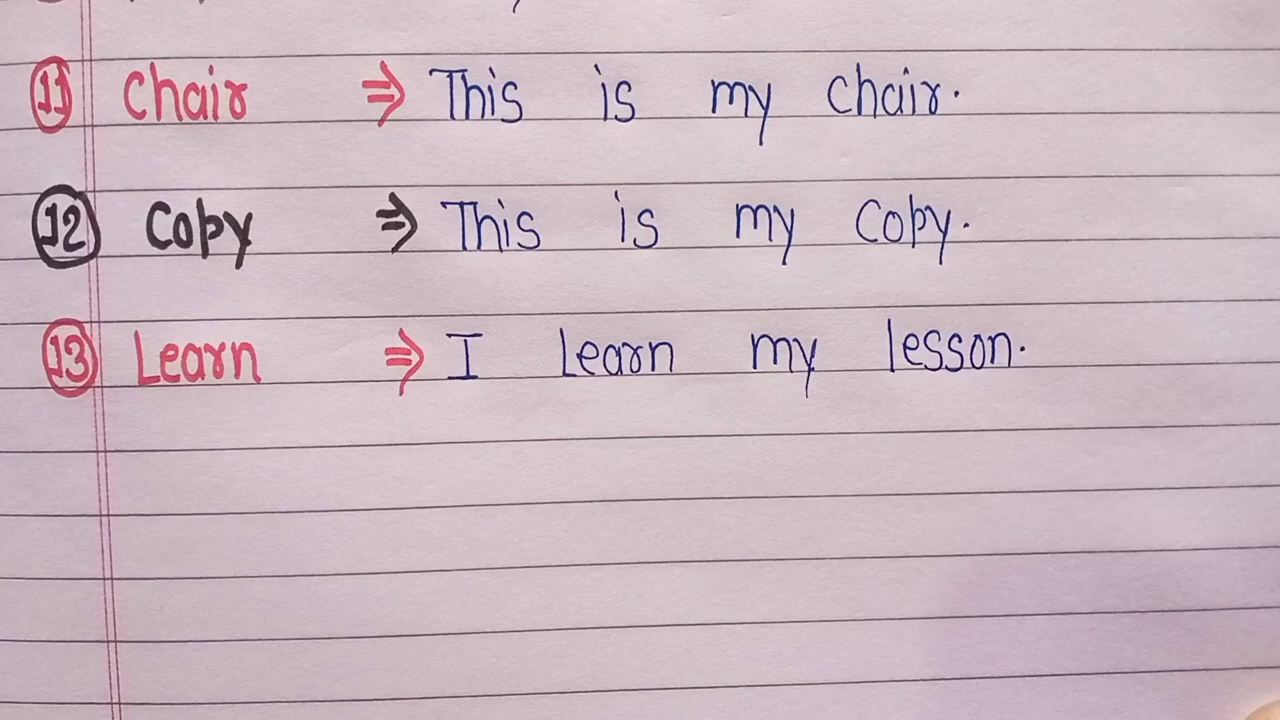 11 Chair ⇒ This is my chair.
12 Copy ⇒ This is my Copy.
13 Learn ⇒ I learn my lesson.